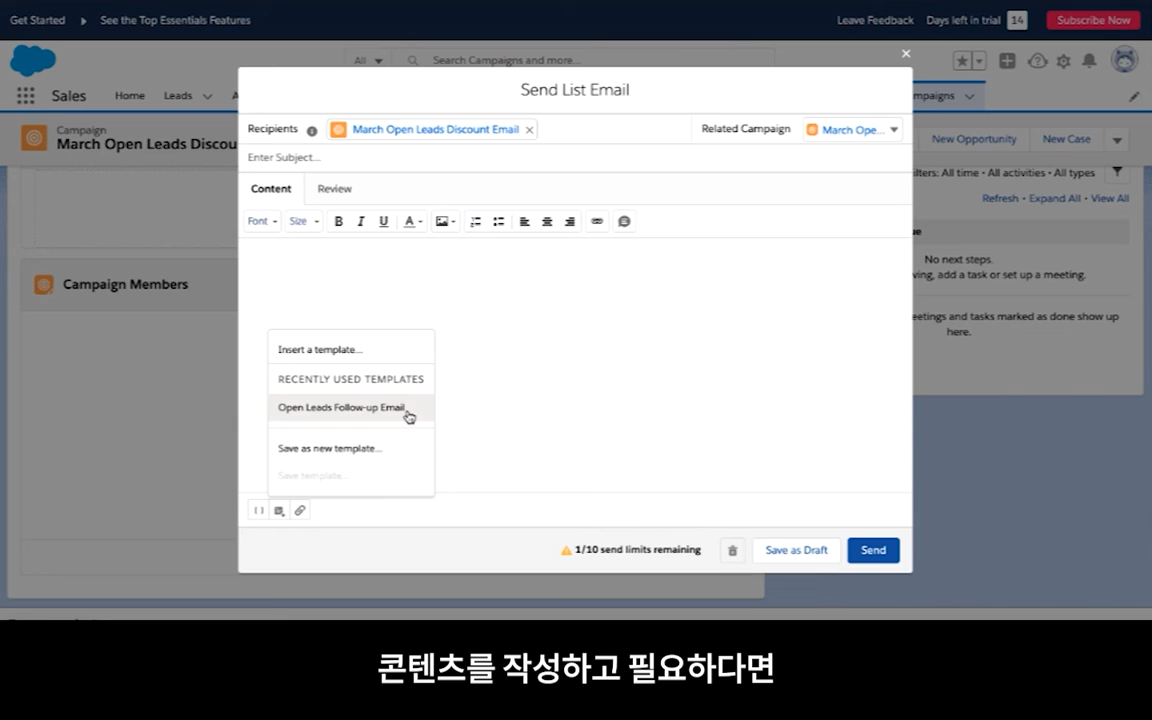 Get Started
See the Top Essentials Features
Leave Feedback
Days left in trial
14
Subscribe Now
All
Search Campaigns and more...
Sales
Home
Leads
A
mpaigns
Campaign
March Open Leads Discou
New Opportunity
New Case
lters: All time • All activities • All types
Refresh • Expand All • View All
ue
No next steps.
ving, add a task or set up a meeting.
eetings and tasks marked as done show up
here.
Campaign Members
Send List Email
Recipients
March Open Leads Discount Email
Related Campaign
March Ope...
Enter Subject...
Content
Review
Font
Size
B
I
U
A
Insert a template...
RECENTLY USED TEMPLATES
Open Leads Follow-up Email
Save as new template...
Save template...
1/10 send limits remaining
Save as Draft
Send
콘텐츠를 작성하고 필요하다면